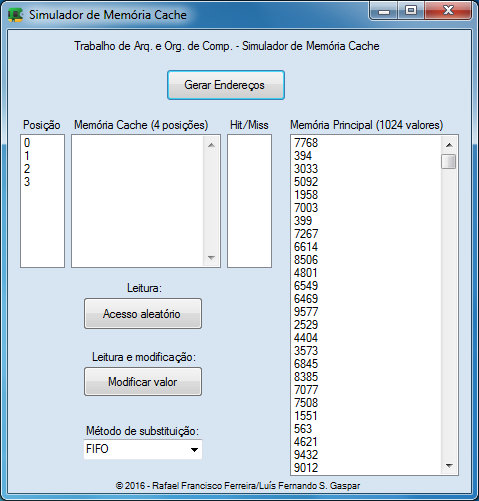 Simulador de Memória Cache
Trabalho de Arq. e Org. de Comp. - Simulador de Memória Cache
Gerar Endereços
Posição
0
1
2
3
Memória Cache (4 posições)
Hit/Miss
Memória Principal (1024 valores)
7768
394
3033
5092
1958
7003
399
7267
6614
8506
4801
6549
6469
9577
2529
4404
3573
6845
8385
7077
7508
1551
563
4621
9432
9012
Leitura:
Acesso aleatório
Leitura e modificação:
Modificar valor
Método de substituição:
FIFO
© 2016 - Rafael Francisco Ferreira/Luís Fernando S. Gaspar